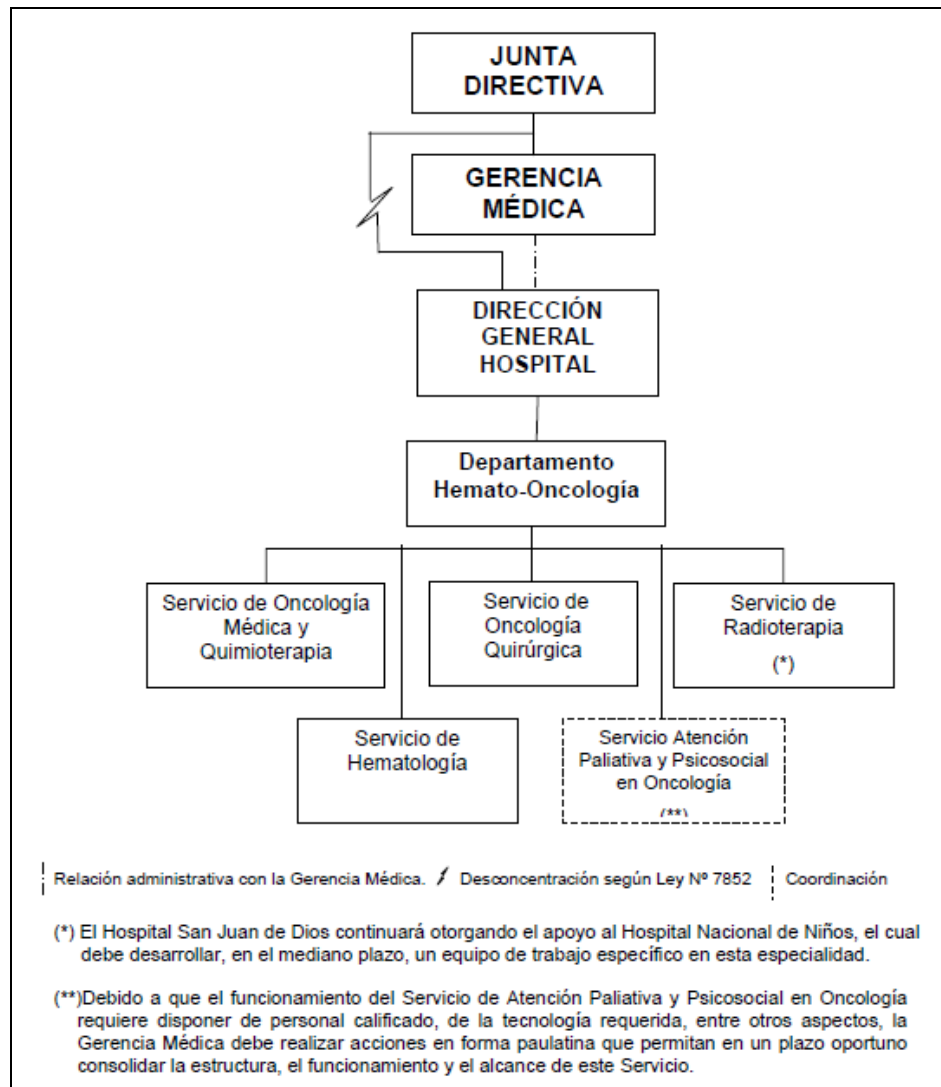 JUNTA
DIRECTIVA
GERENCIA
MÉDICA
DIRECCIÓN
GENERAL
HOSPITAL
Departamento
Hemato-Oncología
Servicio de Oncología
Médica y
Quimioterapia
Servicio de
Oncología
Quirúrgica
Servicio de
Radioterapia
(*)
Servicio de
Hematología
Servicio Atención
Paliativa y Psicosocial
en Oncología
(**)
Relación administrativa con la Gerencia Médica. Desconcentración según Ley Nº 7852 Coordinación
(*) El Hospital San Juan de Dios continuará otorgando el apoyo al Hospital Nacional de Niños, el cual
debe desarrollar, en el mediano plazo, un equipo de trabajo específico en esta especialidad.
(**)Debido a que el funcionamiento del Servicio de Atención Paliativa y Psicosocial en Oncología
requiere disponer de personal calificado, de la tecnología requerida, entre otros aspectos, la
Gerencia Médica debe realizar acciones en forma paulatina que permitan en un plazo oportuno
consolidar la estructura, el funcionamiento y el alcance de este Servicio.